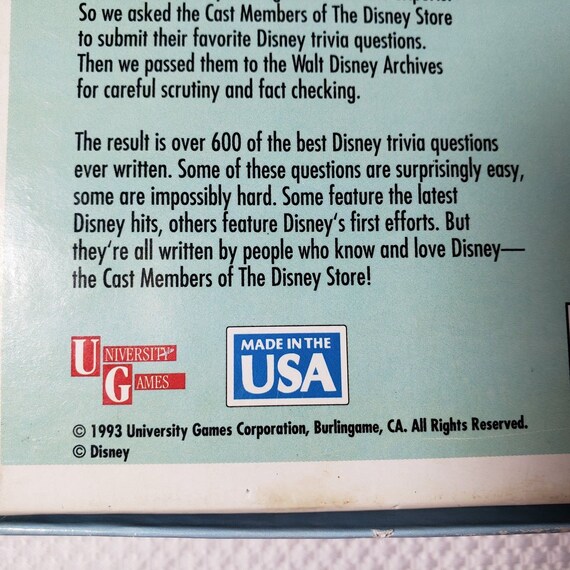 So we asked the Cast Members of The Disney Store
to submit their favorite Disney trivia questions.
Then we passed them to the Walt Disney Archives
for careful scrutiny and fact checking.
The result is over 600 of the best Disney trivia questions
ever written. Some of these questions are surprisingly easy,
some are impossibly hard. Some feature the latest
Disney hits, others feature Disney's first efforts. But
they're all written by people who know and love Disney—
the Cast Members of The Disney Store!
UNIVERSITY
GAMES
MADE IN THE
USA
© 1993 University Games Corporation, Burlingame, CA. All Rights Reserved.
© Disney